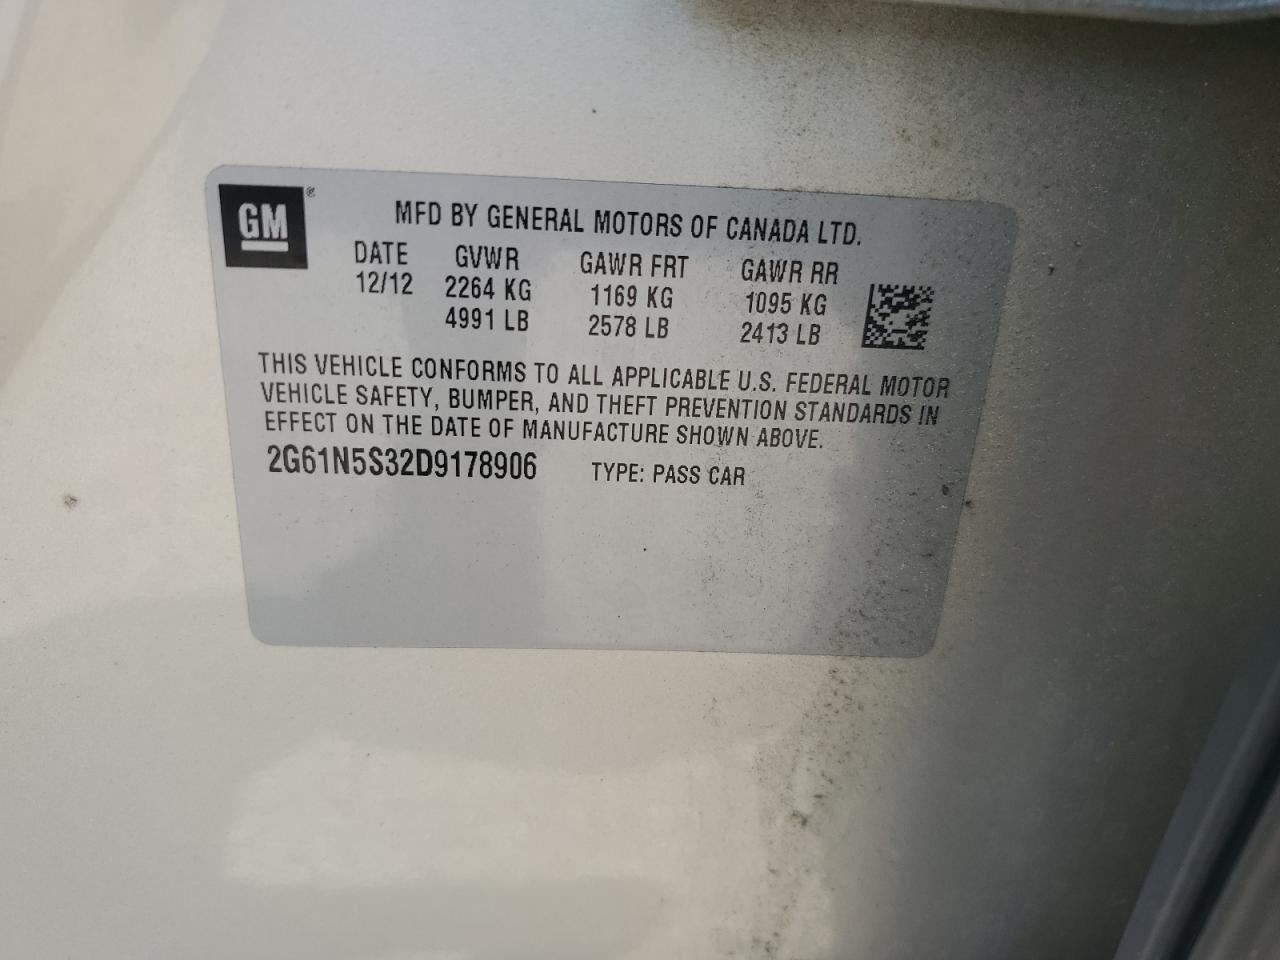 GM ® MFD BY GENERAL MOTORS OF CANADA LTD.
DATE GVWR GAWR FRT GAWR RR
12/12 2264 KG 1169 KG 1095 KG
4991 LB 2578 LB 2413 LB
THIS VEHICLE CONFORMS TO ALL APPLICABLE U.S. FEDERAL MOTOR
VEHICLE SAFETY, BUMPER, AND THEFT PREVENTION STANDARDS IN
EFFECT ON THE DATE OF MANUFACTURE SHOWN ABOVE.
2G61N5S32D9178906 TYPE: PASS CAR